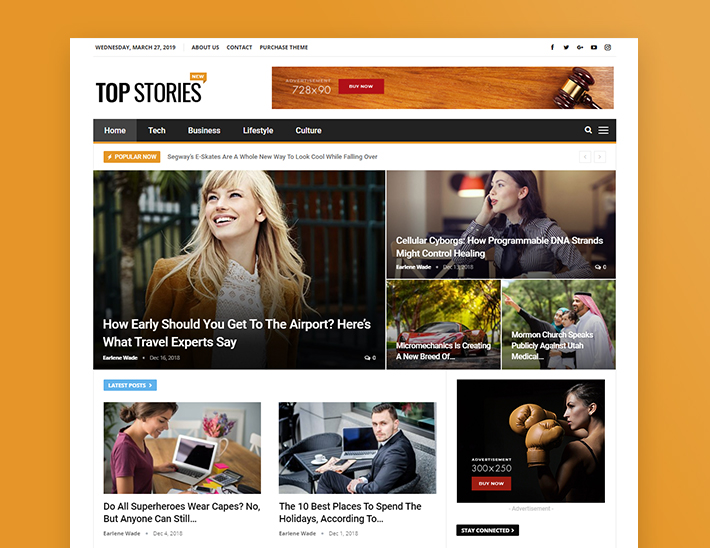 WEDNESDAY, MARCH 27, 2019 ABOUT US CONTACT PURCHASE THEME
NEW
TOP STORIES
ADVERTISEMENT
728x90
BUY NOW
Home Tech Business Lifestyle Culture
POPULAR NOW Segway's E-Skates Are A Whole New Way To Look Cool While Falling Over
Cellular Cyborgs: How Programmable DNA Strands
Might Control Healing
Earlene Wade Dec 13, 2018 0
How Early Should You Get To The Airport? Here's
What Travel Experts Say
Earlene Wade Dec 16, 2018 0
Micromechanics Is Creating
A New Breed Of...
Mormon Church Speaks
Publicly Against Utah
Medical...
LATEST POSTS
Do All Superheroes Wear Capes? No,
But Anyone Can Still...
Earlene Wade Dec 4, 2018
The 10 Best Places To Spend The
Holidays, According To...
Earlene Wade Dec 1, 2018
ADVERTISEMENT
300x250
BUY NOW
- Advertisement -
STAY CONNECTED